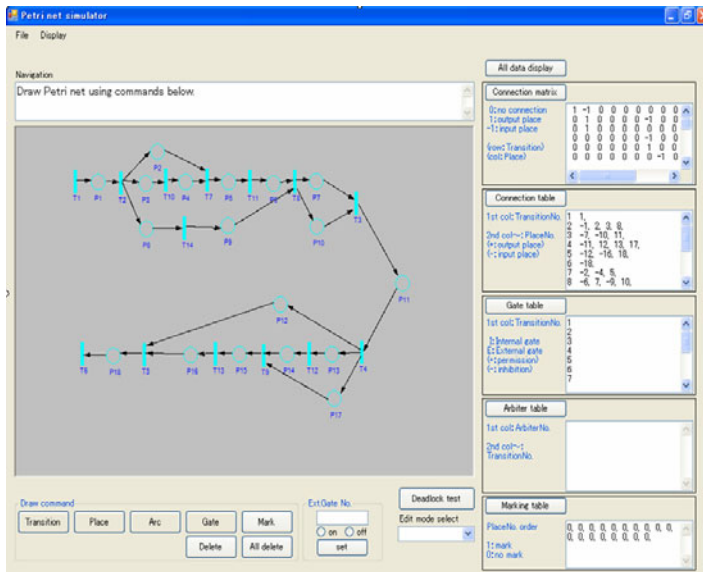 Petri net simulator
File Display
Navigation
Draw Petri net using commands below.
All data display
Connection matrix
0:no connection
1:output place
-1:input place
(row: Transition)
(col: Place)
1 -1 0 0 0 0 0 0 0
0 1 0 0 0 0 -1 0 0
0 1 0 0 0 0 0 0 0
0 0 0 0 0 0 -1 0 0
0 0 0 0 0 0 1 0 0
0 0 0 0 0 0 0 -1 0
Connection table
1st col: TransitionNo.
2nd col~: PlaceNo.
(+:output place)
(-:input place)
1 1,
2 -1, 2, 3, 8,
3 -7, -10, 11,
4 -11, 12, 13, 17,
5 -12, -16, 18,
6 -18,
7 -2, -4, 5,
8 -6, 7, -9, 10,
Gate table
1st col: TransitionNo.
I: Internal gate
E: External gate
(+:permission)
(-:inhibition)
1
2
3
4
5
6
7
Arbiter table
1st col: ArbiterNo.
2nd col~:
TransitionNo.
Marking table
PlaceNo. order
1: mark
0: no mark
0, 0, 0, 0, 0, 0, 0, 0, 0, 0,
0, 0, 0, 0, 0, 0, 0, 0,
P2
T1 P1 T2 P3 T10 P4 T7 P5 T11 P6 T8 P7
T3
P8 T14 P9 P10
P11
P12
T6 P18 T5 P16 T13 P15 T9 P14 T12 P13 T4
P17
Draw command
Transition Place Arc Gate Mark
Delete All delete
Ext.Gate No.
on off
set
Deadlock test
Edit mode select